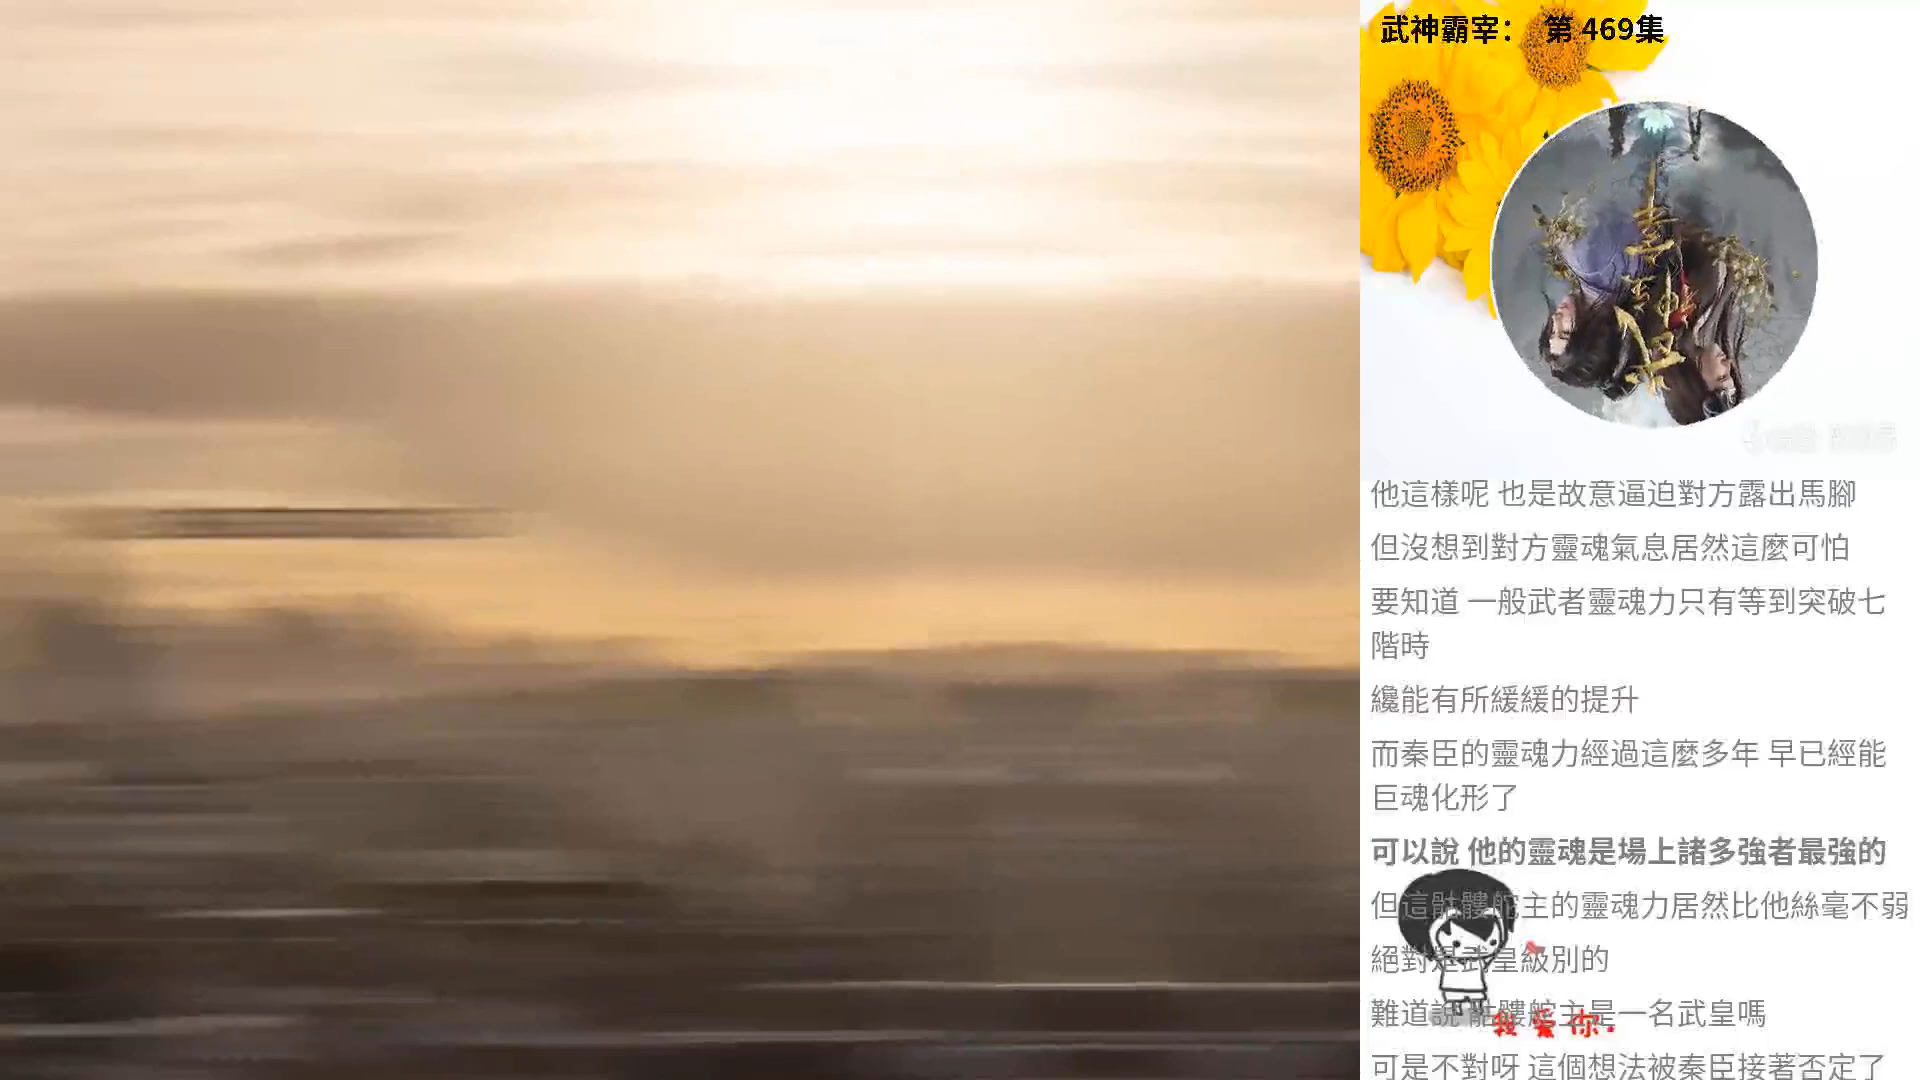 武神霸宰： 第 469集
他這樣呢 也是故意逼迫對方露出馬腳
但沒想到對方靈魂氣息居然這麼可怕
要知道 一般武者靈魂力只有等到突破七
階時
纔能有所緩緩的提升
而秦臣的靈魂力經過這麼多年 早已經能
巨魂化形了
可以說 他的靈魂是場上諸多強者最強的
但這骷髏舵主的靈魂力居然比他絲毫不弱
絕對是武皇級別的
難道說 骷髏舵主是一名武皇嗎
我爱你.
可是不對呀 這個想法被秦臣接著否定了